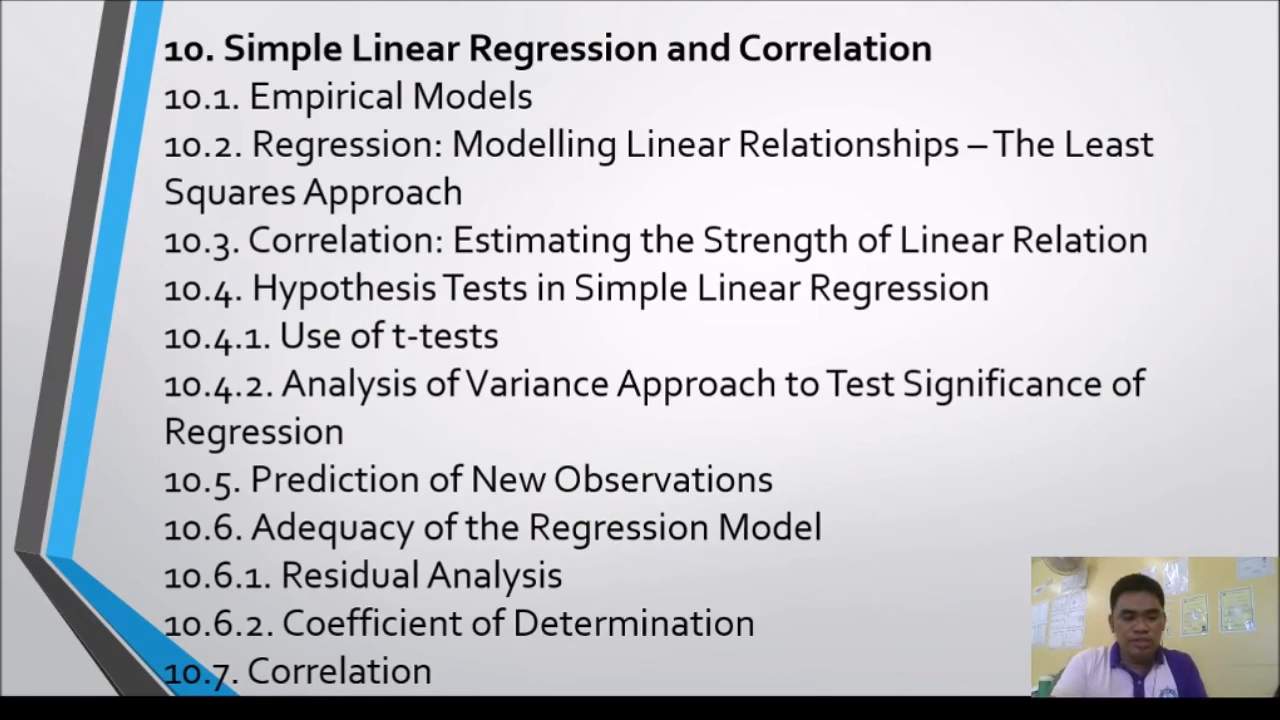 10. Simple Linear Regression and Correlation
10.1. Empirical Models
10.2. Regression: Modelling Linear Relationships – The Least
Squares Approach
10.3. Correlation: Estimating the Strength of Linear Relation
10.4. Hypothesis Tests in Simple Linear Regression
10.4.1. Use of t-tests
10.4.2. Analysis of Variance Approach to Test Significance of
Regression
10.5. Prediction of New Observations
10.6. Adequacy of the Regression Model
10.6.1. Residual Analysis
10.6.2. Coefficient of Determination
10.7. Correlation